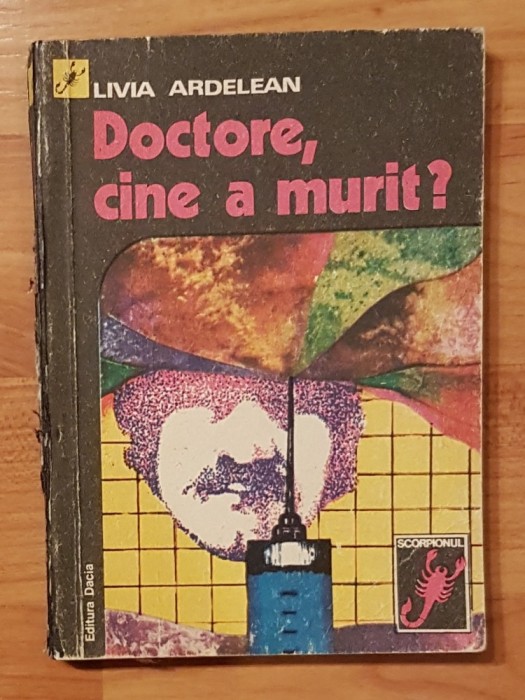 LIVIA ARDELEAN
Doctore,
cine a murit?
SCORPIONUL
Editura Dacia